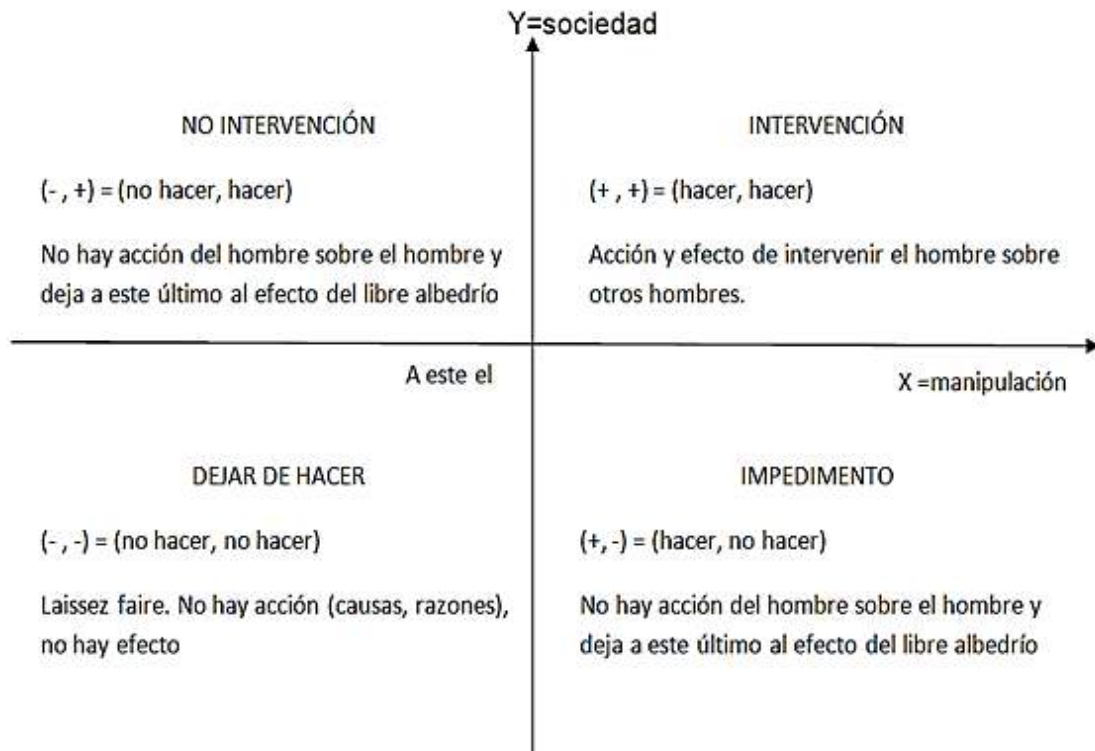 Y=sociedad
NO INTERVENCIÓN
(- , +) = (no hacer, hacer)
No hay acción del hombre sobre el hombre y
deja a este último al efecto del libre albedrío
INTERVENCIÓN
(+ , +) = (hacer, hacer)
Acción y efecto de intervenir el hombre sobre
otros hombres.
A este el
X =manipulación
DEJAR DE HACER
(- , -) = (no hacer, no hacer)
Laissez faire. No hay acción (causas, razones),
no hay efecto
IMPEDIMENTO
(+, -) = (hacer, no hacer)
No hay acción del hombre sobre el hombre y
deja a este último al efecto del libre albedrío